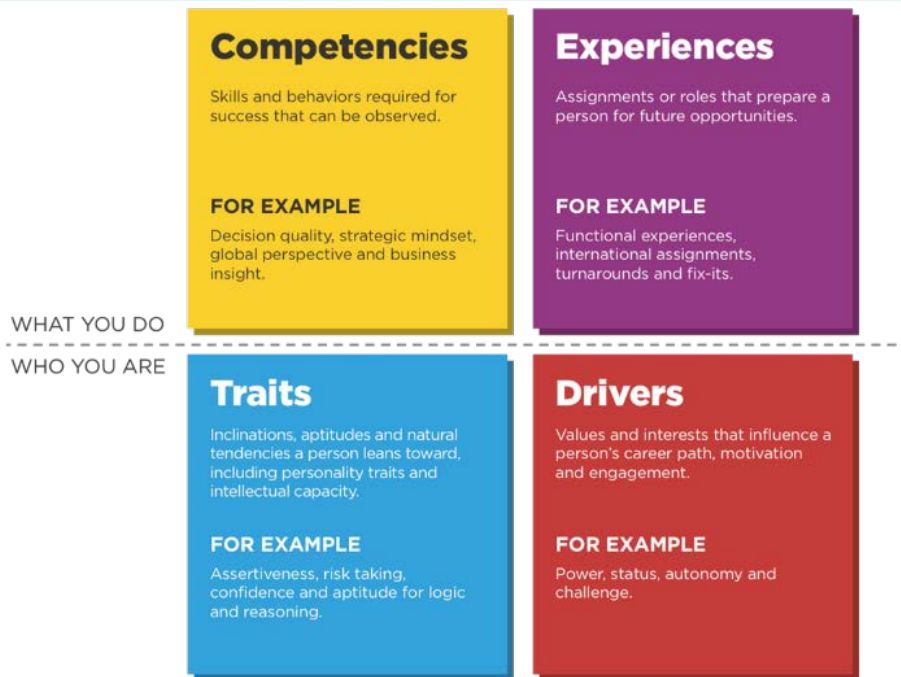 Competencies
Skills and behaviors required for
success that can be observed.
FOR EXAMPLE
Decision quality, strategic mindset,
global perspective and business
insight.
Experiences
Assignments or roles that prepare a
person for future opportunities.
FOR EXAMPLE
Functional experiences,
international assignments,
turnarounds and fix-its.
WHAT YOU DO
WHO YOU ARE
Traits
Inclinations, aptitudes and natural
tendencies a person leans toward,
including personality traits and
intellectual capacity.
FOR EXAMPLE
Assertiveness, risk taking,
confidence and aptitude for logic
and reasoning.
Drivers
Values and interests that influence a
person's career path, motivation
and engagement.
FOR EXAMPLE
Power, status, autonomy and
challenge.